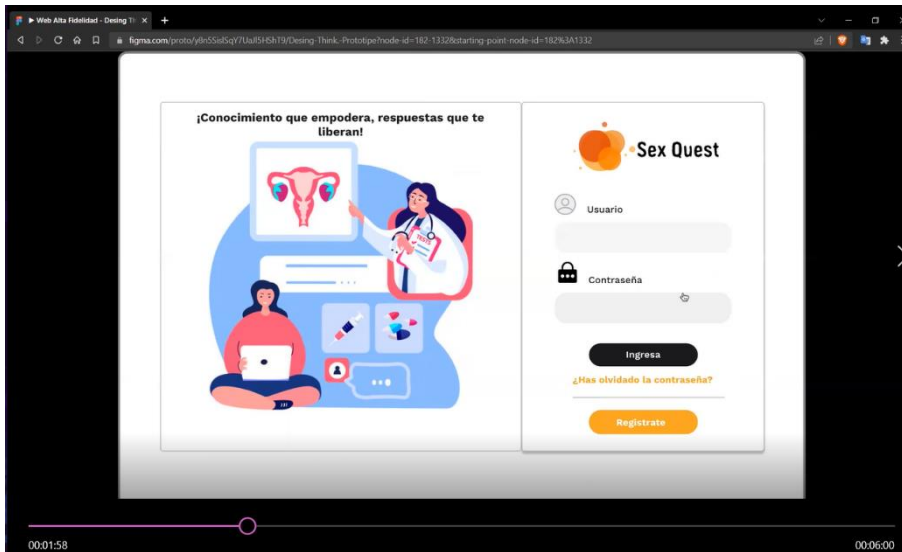 Web Alta Fidelidad - Desing Th
figma.com/proto/y8n5SisISqY7UaJI5HSh19/Desing-Think.-Prototipe?node-id=182-1332&starting-point-node-id=182%3A1332
¡Conocimiento que empodera, respuestas que te
liberan!
TESTS
Sex Quest
Usuario
Contraseña
Ingresa
¿Has olvidado la contraseña?
Registrate
00:01:58
00:06:00